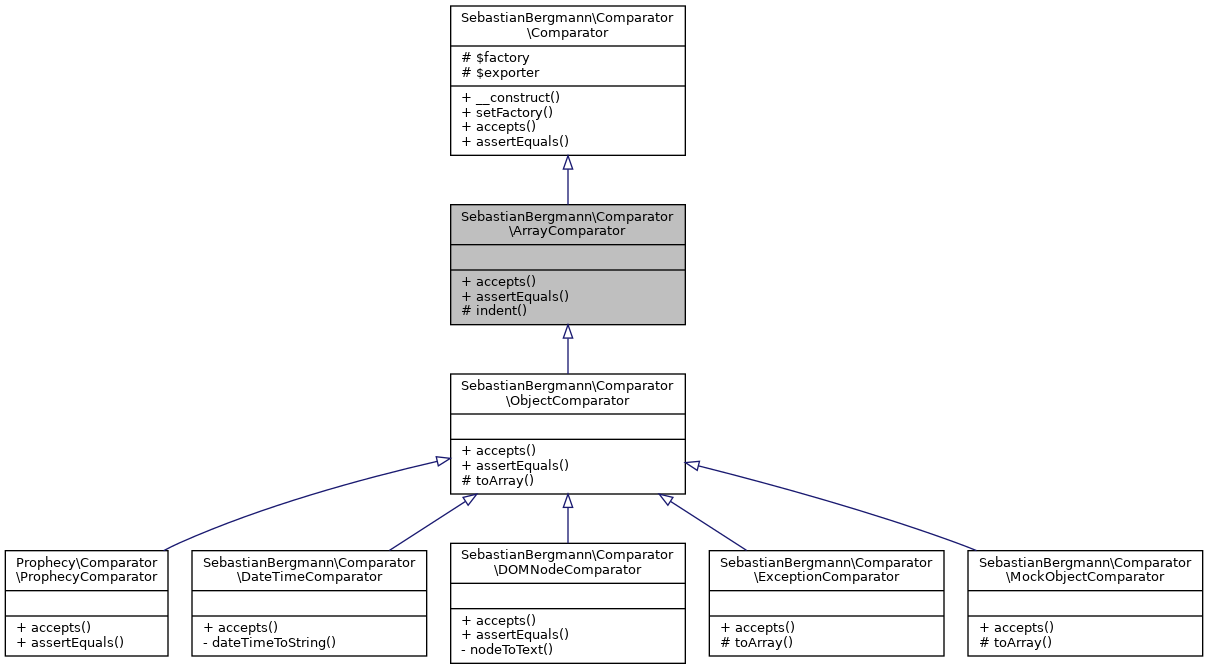 SebastianBergmann\Comparator
\Comparator
# $factory
# $exporter
+ __construct()
+ setFactory()
+ accepts()
+ assertEquals()
SebastianBergmann\Comparator
\ArrayComparator
+ accepts()
+ assertEquals()
# indent()
SebastianBergmann\Comparator
\ObjectComparator
+ accepts()
+ assertEquals()
# toArray()
Prophecy\Comparator
\ProphecyComparator
+ accepts()
+ assertEquals()
SebastianBergmann\Comparator
\DateTimeComparator
+ accepts()
- dateTimeToString()
SebastianBergmann\Comparator
\DOMNodeComparator
+ accepts()
+ assertEquals()
- nodeToText()
SebastianBergmann\Comparator
\ExceptionComparator
+ accepts()
# toArray()
SebastianBergmann\Comparator
\MockObjectComparator
+ accepts()
# toArray()